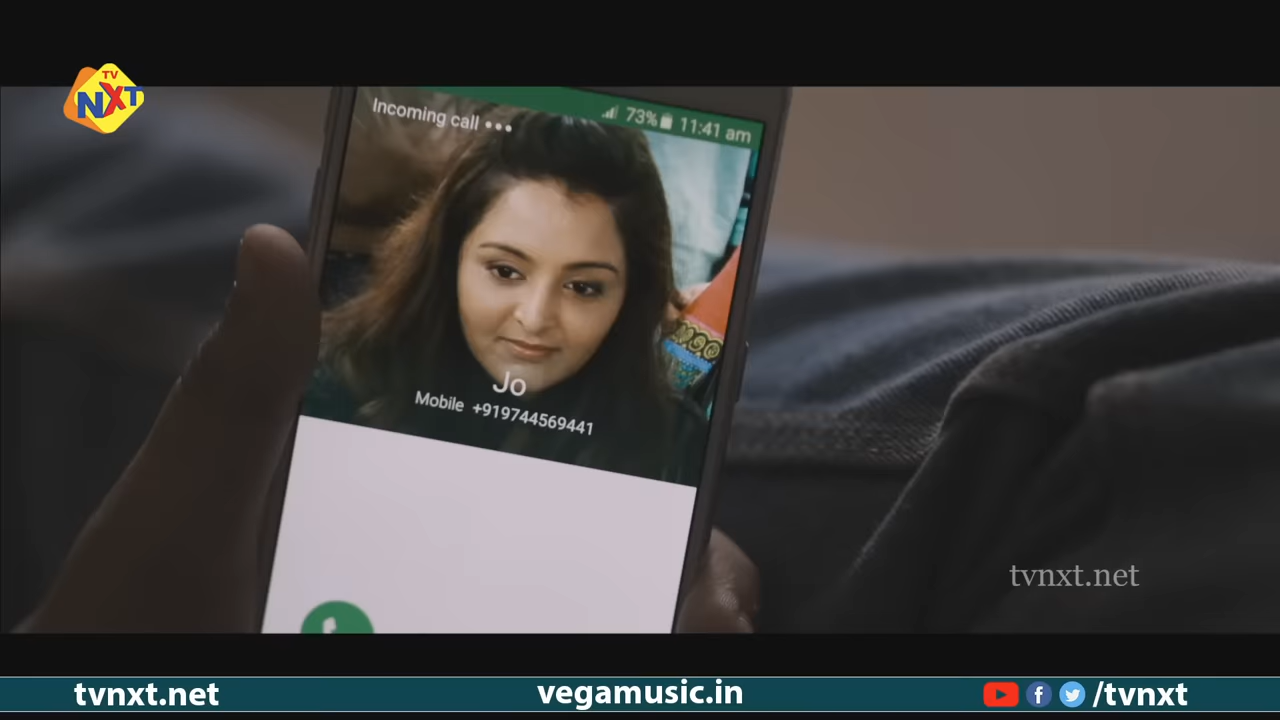 TV
NXT
Incoming call •••
73% 11:41 am
Jo
Mobile +919744569441
tvnxt.net
tvnxt.net
vegamusic.in
/tvnxt